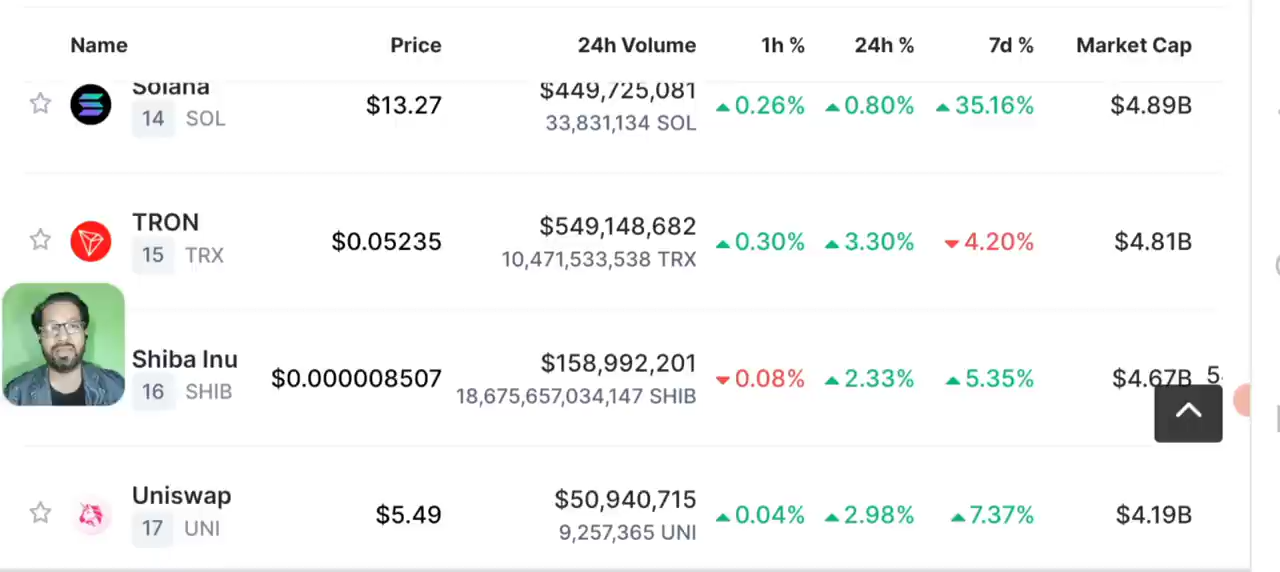 Name Price 24h Volume 1h % 24h % 7d % Market Cap
Solana $449,725,081
$13.27 0.26% 0.80% 35.16% $4.89B
14 SOL 33,831,134 SOL
TRON $549,148,682
$0.05235 0.30% 3.30% 4.20% $4.81B
15 TRX 10,471,533,538 TRX
Shiba Inu $158,992,201
$0.000008507 0.08% 2.33% 5.35% $4.67B 5
16 SHIB 18,675,657,034,147 SHIB
Uniswap $50,940,715
$5.49 0.04% 2.98% 7.37% $4.19B
17 UNI 9,257,365 UNI